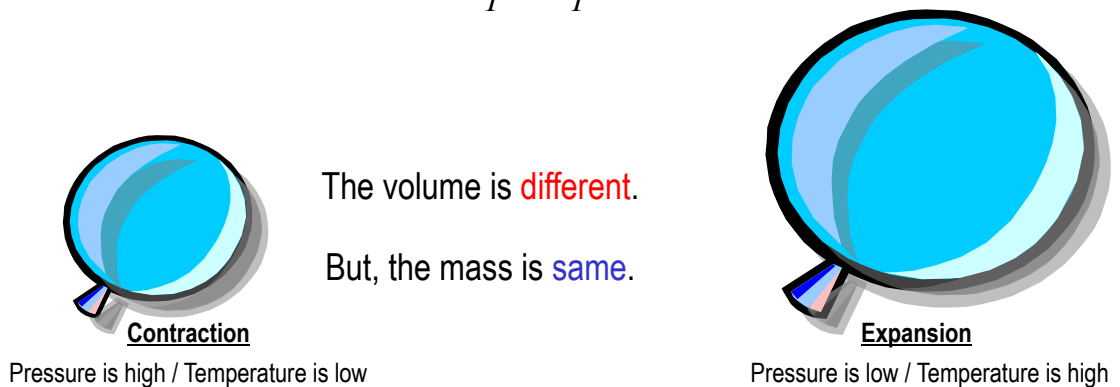 The volume is different.
But, the mass is same.
Contraction
Expansion
Pressure is high / Temperature is low
Pressure is low / Temperature is high